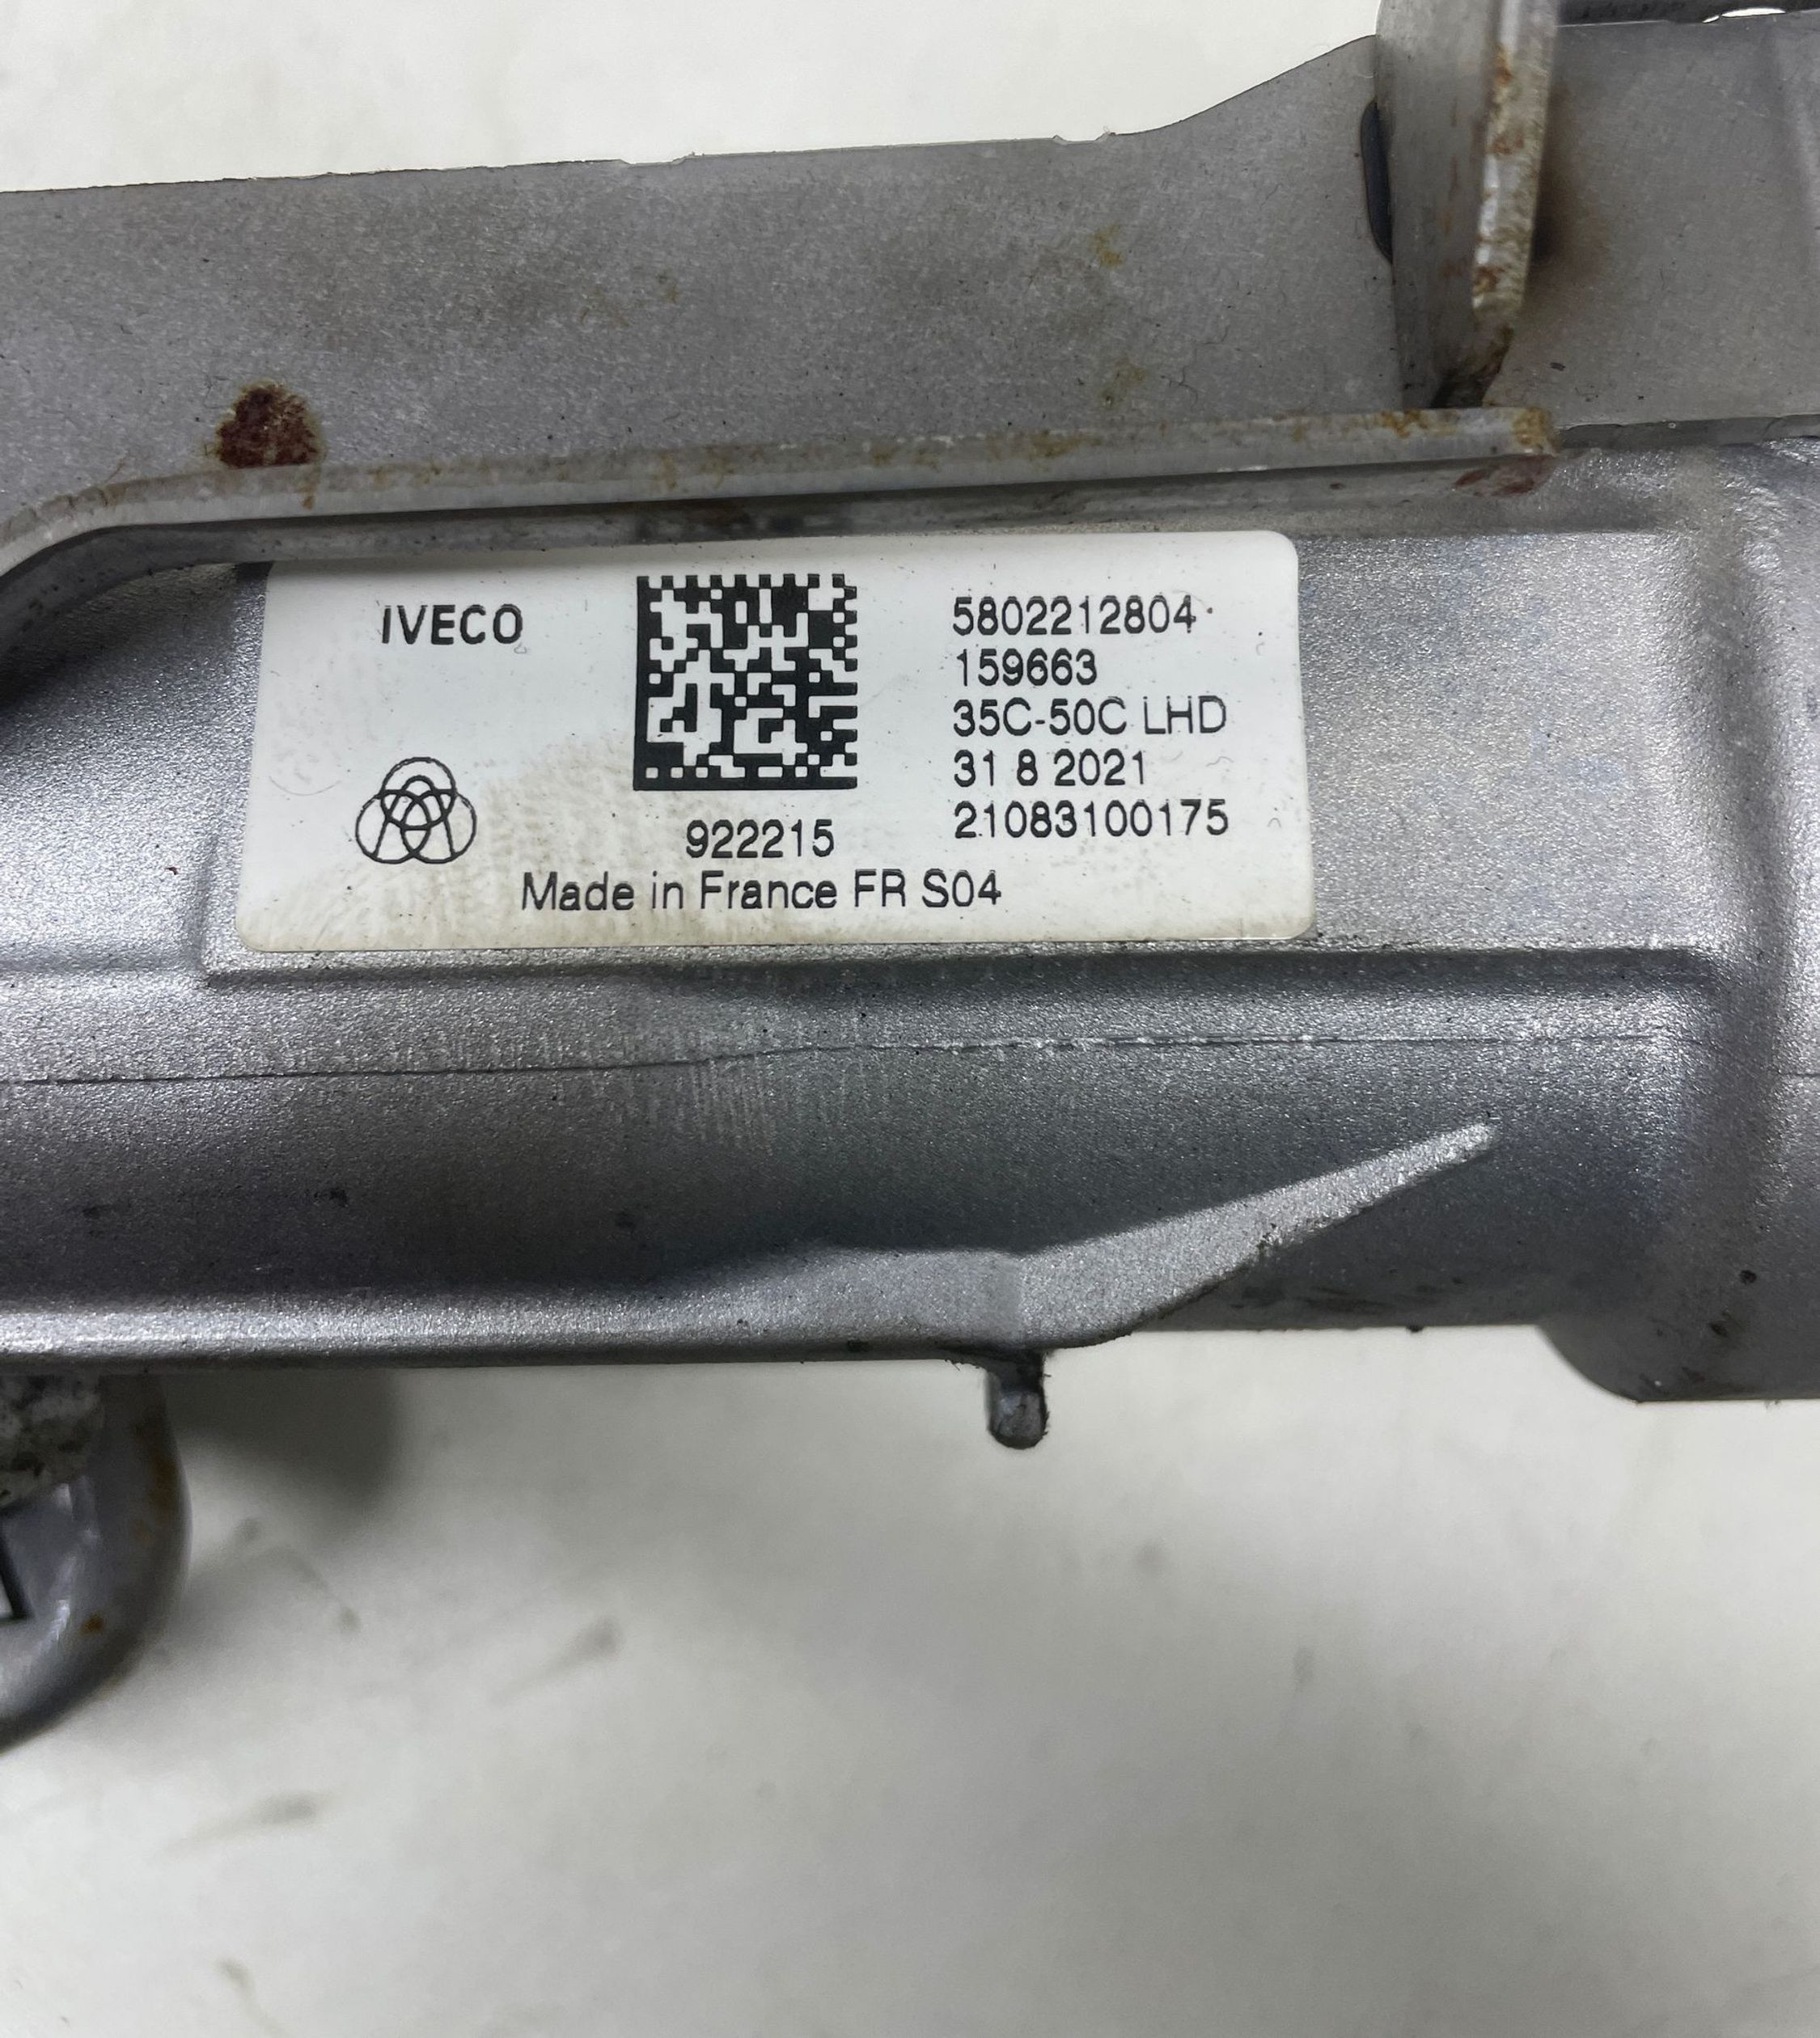 IVECO
5802212804
159663
35C-50C LHD
31 8 2021
21083100175
922215
Made in France FR S04